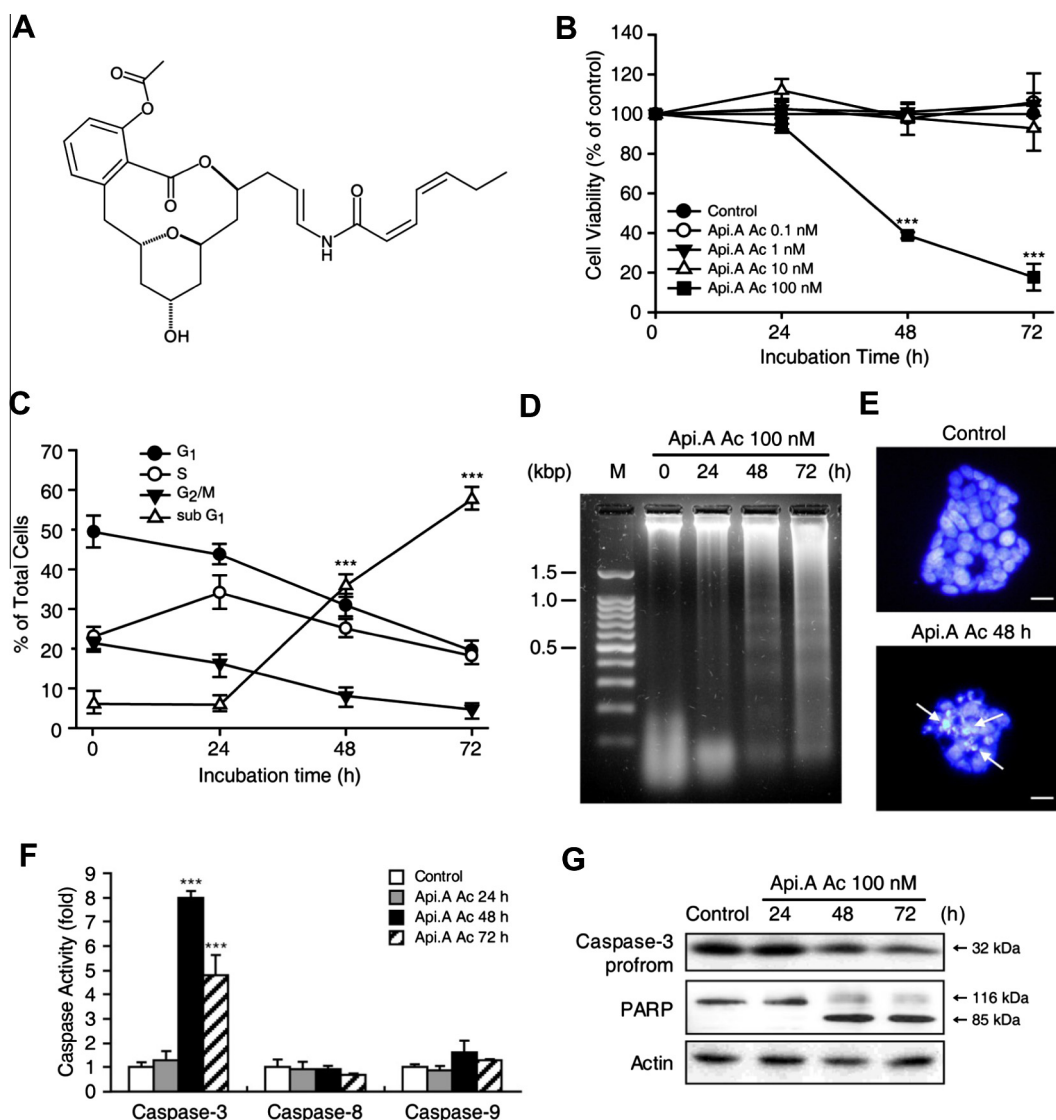 A
O
O
O
O
O
O
N
H
OH
B
140
120
100
80
60
40
20
0
Cell Viability (% of control)
Control
Api.A Ac 0.1 nM
Api.A Ac 1 nM
Api.A Ac 10 nM
Api.A Ac 100 nM
***
***
0 24 48 72
Incubation Time (h)
C
70
60
50
40
30
20
10
0
% of Total Cells
G1
S
G2/M
sub G1
***
***
0 24 48 72
Incubation time (h)
D
Api.A Ac 100 nM
(kbp) M 0 24 48 72 (h)
1.5
1.0
0.5
E
Control
Api.A Ac 48 h
F
9
8
7
6
5
4
3
2
1
0
Caspase Activity (fold)
***
***
Control
Api.A Ac 24 h
Api.A Ac 48 h
Api.A Ac 72 h
Caspase-3 Caspase-8 Caspase-9
G
Api.A Ac 100 nM
Control 24 48 72 (h)
Caspase-3
profrom
← 32 kDa
PARP
← 116 kDa
← 85 kDa
Actin